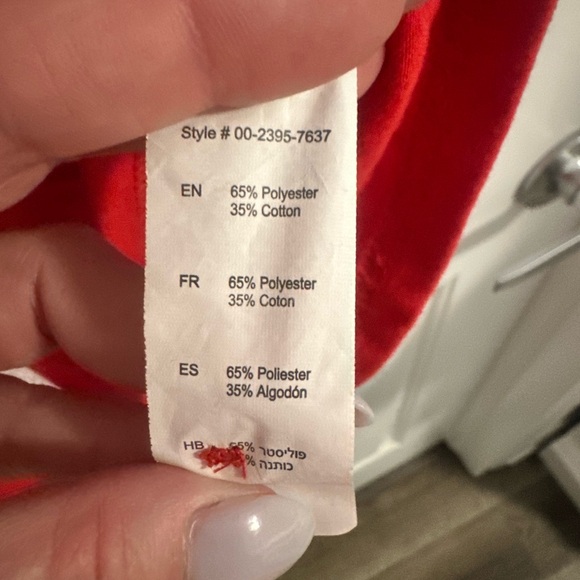 Style # 00-2395-7637
EN 65% Polyester
35% Cotton
FR 65% Polyester
35% Coton
ES 65% Poliester
35% Algodón
HB פוליסטר
כותנה